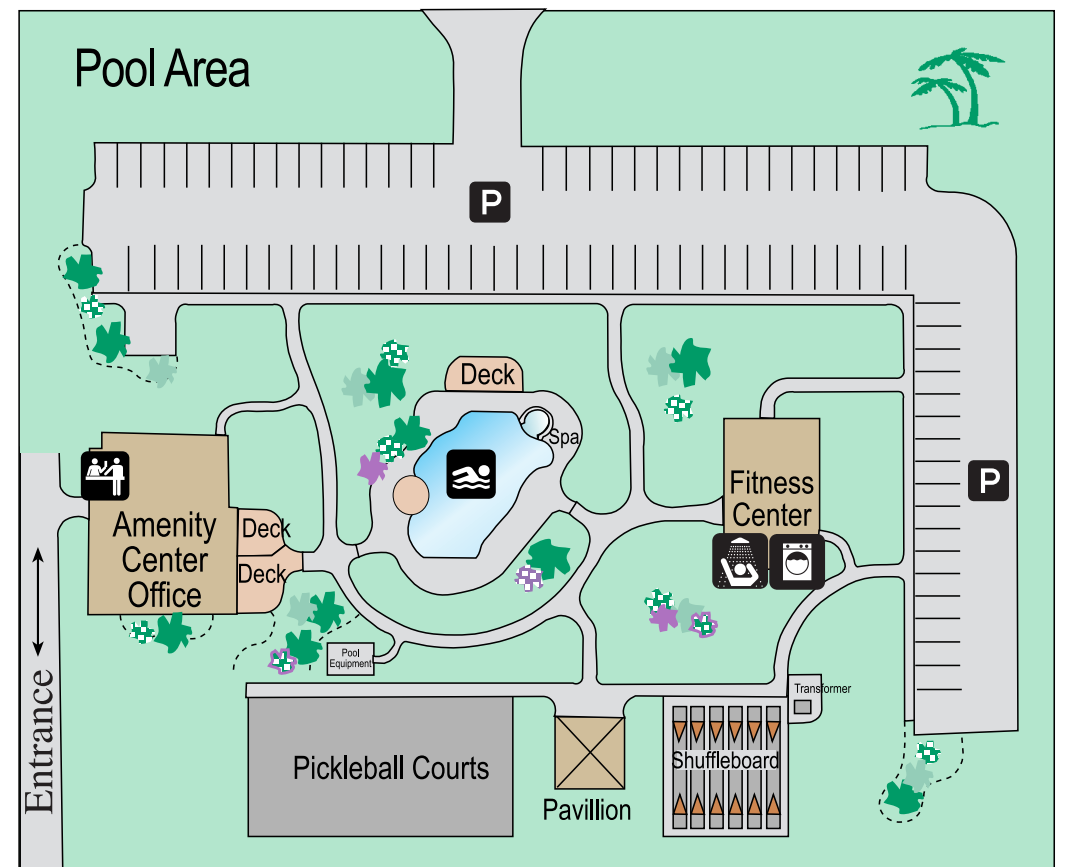 Pool Area
P
Deck
Spa
Fitness
Center
P
Amenity
Center
Office
Deck
Deck
Pool
Equipment
Transformer
Entrance
Pickleball Courts
Shuffleboard
Pavillion